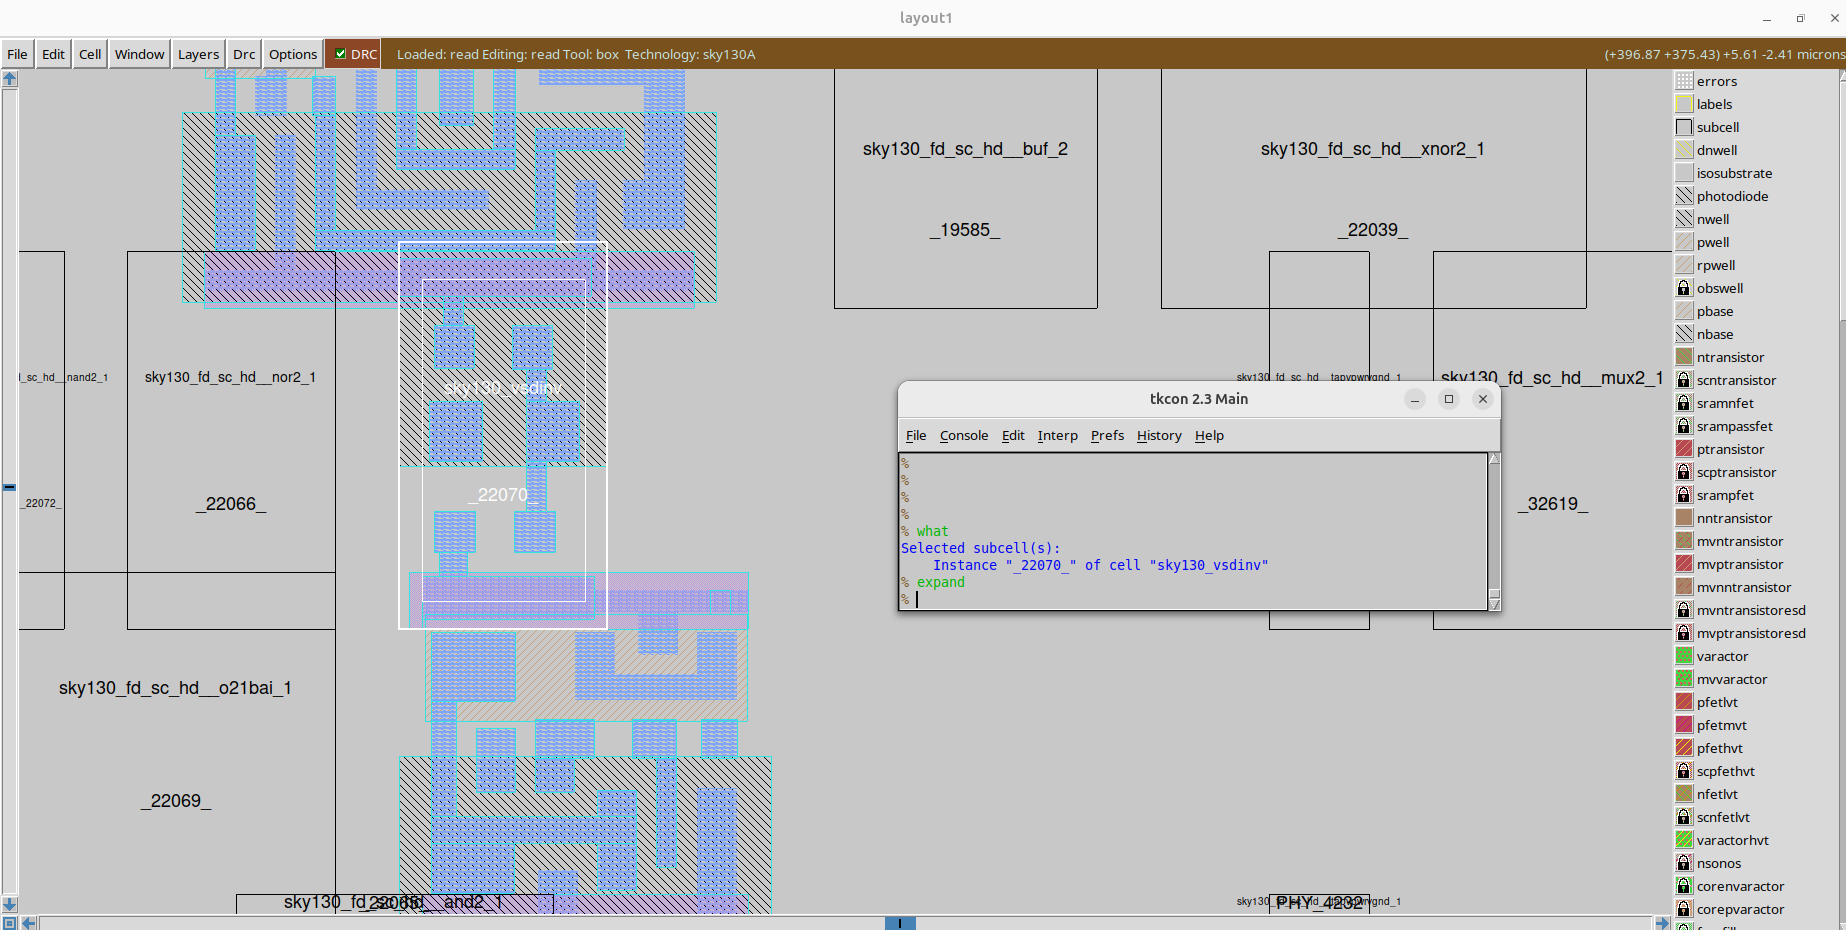 layout1
File Edit Cell Window Layers Drc Options DRC Loaded: read Editing: read Tool: box Technology: sky130A (+396.87 +375.43) +5.61 -2.41 microns
sky130_fd_sc_hd__buf_2
_19585_
sky130_fd_sc_hd__xnor2_1
_22039_
_sc_hd__nand2_1
_22072_
sky130_fd_sc_hd__nor2_1
_22066_
sky130_vsdinv
_22070_
sky130_fd_sc_hd__tapvpwrvgnd_1
sky130_fd_sc_hd__mux2_1
_32619_
tkcon 2.3 Main
File Console Edit Interp Prefs History Help
%
%
%
%
% what
Selected subcell(s):
Instance "_22070_" of cell "sky130_vsdinv"
% expand
%
sky130_fd_sc_hd__o21bai_1
_22069_
sky130_fd_sc_hd__and2_1
sky130_fd_sc_hd__tapvpwrvgnd_1
PHY_4232
errors
labels
subcell
dnwell
isosubstrate
photodiode
nwell
pwell
rpwell
obswell
pbase
nbase
ntransistor
scntransistor
sramnfet
srampassfet
ptransistor
scptransistor
srampfet
nntransistor
mvntransistor
mvptransistor
mvnntransistor
mvntransistoresd
mvptransistoresd
varactor
mvvaractor
pfetlvt
pfetmvt
pfethvt
scpfethvt
nfetlvt
scnfetlvt
varactorhvt
nsonos
corenvaractor
corepvaractor